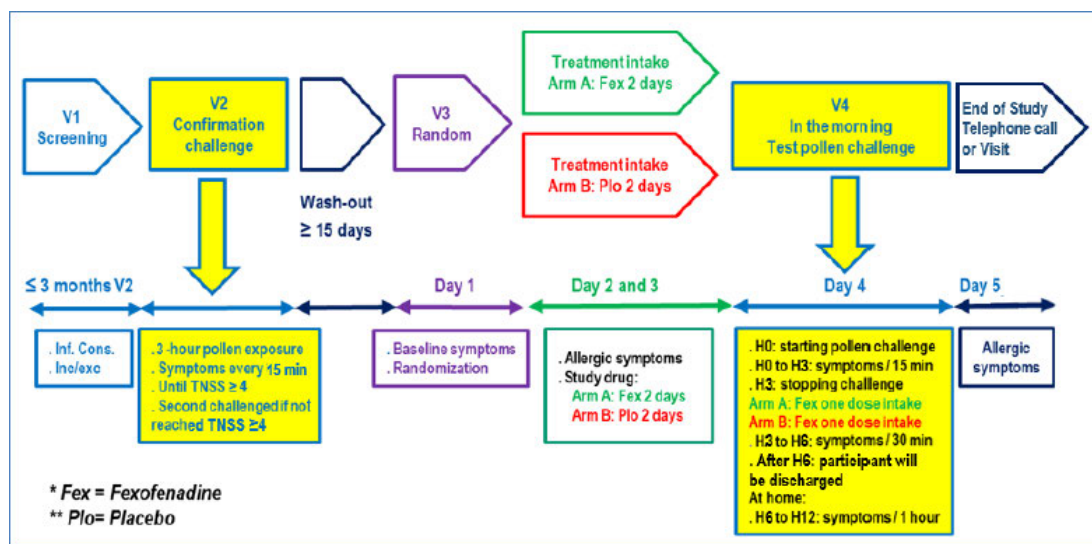 V1
Screening
V2
Confirmation
challenge
Wash-out
≥ 15 days
V3
Random
Treatment intake
Arm A: Fex 2 days
Treatment intake
Arm B: Plo 2 days
V4
In the morning
Test pollen challenge
End of Study
Telephone call
or Visit
≤ 3 months V2
Day 1
Day 2 and 3
Day 4
Day 5
. Inf. Cons.
. Inc/exc
. 3-hour pollen exposure
. Symptoms every 15 min
. Until TNSS ≥ 4
. Second challenged if not
reached TNSS ≥4
. Baseline symptoms
. Randomization
. Allergic symptoms
. Study drug:
Arm A: Fex 2 days
Arm B: Plo 2 days
. H0: starting pollen challenge
. H0 to H3: symptoms / 15 min
. H3: stopping challenge
Arm A: Fex one dose intake
Arm B: Fex one dose intake
. H3 to H6: symptoms / 30 min
. After H6: participant will
be discharged
At home:
. H6 to H12: symptoms / 1 hour
Allergic
symptoms
* Fex = Fexofenadine
** Plo= Placebo